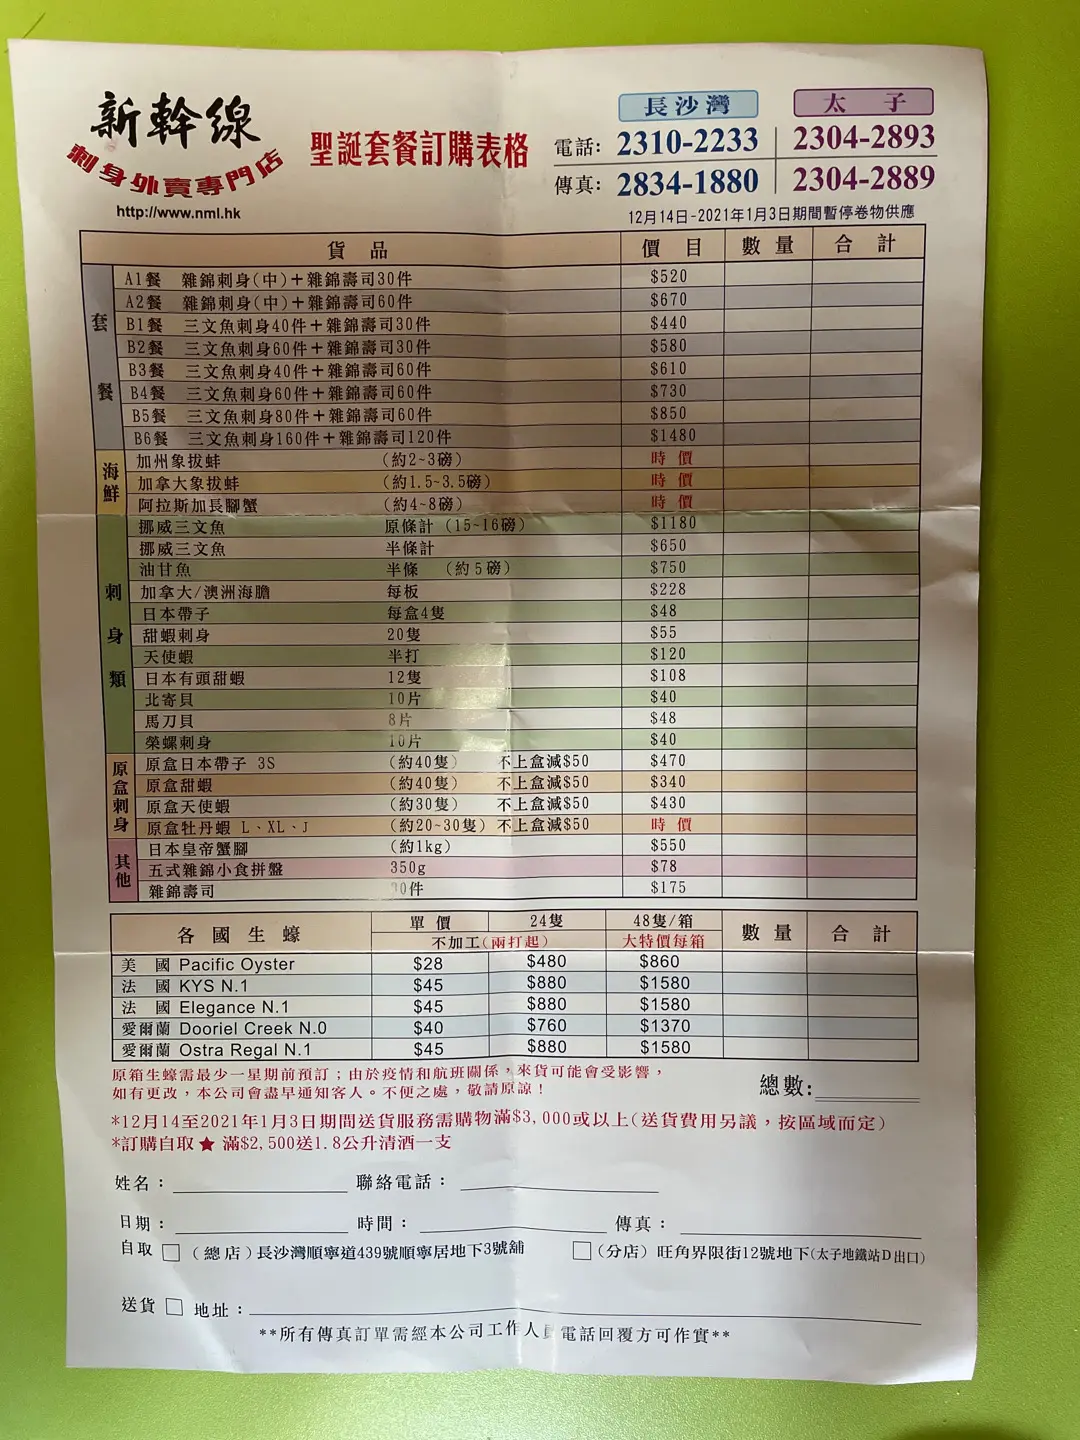 新幹線
刺身外賣專門店
http://www.nml.hk
聖誕套餐訂購表格
長沙灣 太子
電話: 2310-2233 2304-2893
傳真: 2834-1880 2304-2889
12月14日-2021年1月3日期間暫停卷物供應
貨品 價目 數量 合計
套餐
A1餐 雜錦刺身(中)+雜錦壽司30件 $520
A2餐 雜錦刺身(中)+雜錦壽司60件 $670
B1餐 三文魚刺身40件+雜錦壽司30件 $440
B2餐 三文魚刺身60件+雜錦壽司30件 $580
B3餐 三文魚刺身40件+雜錦壽司60件 $610
B4餐 三文魚刺身60件+雜錦壽司60件 $730
B5餐 三文魚刺身80件+雜錦壽司60件 $850
B6餐 三文魚刺身160件+雜錦壽司120件 $1480
海鮮
加州象拔蚌 (約2~3磅) 時價
加拿大象拔蚌 (約1.5~3.5磅) 時價
阿拉斯加長腳蟹 (約4~8磅) 時價
刺身類
挪威三文魚 原條計 (15~16磅) $1180
挪威三文魚 半條計 $650
油甘魚 半條 (約5磅) $750
加拿大/澳洲海膽 每板 $228
日本帶子 每盒4隻 $48
甜蝦刺身 20隻 $55
天使蝦 半打 $120
日本有頭甜蝦 12隻 $108
北寄貝 10片 $40
馬刀貝 8片 $48
榮螺刺身 10片 $40
原盒刺身
原盒日本帶子 3S (約40隻) 不上盒減$50 $470
原盒甜蝦 (約40隻) 不上盒減$50 $340
原盒天使蝦 (約30隻) 不上盒減$50 $430
原盒牡丹蝦 L、XL、J (約20~30隻) 不上盒減$50 時價
其他
日本皇帝蟹腳 (約1kg) $550
五式雜錦小食拼盤 350g $78
雜錦壽司 件 $175
各國生蠔 單價 24隻 48隻/箱 數量 合計
不加工(兩打起) 大特價每箱
美國 Pacific Oyster $28 $480 $860
法國 KYS N.1 $45 $880 $1580
法國 Elegance N.1 $45 $880 $1580
愛爾蘭 Dooriel Creek N.0 $40 $760 $1370
愛爾蘭 Ostra Regal N.1 $45 $880 $1580
原箱生蠔需最少一星期前預訂；由於疫情和航班關係，來貨可能會受影響，
如有更改，本公司會盡早通知客人。不便之處，敬請原諒！
總數:
*12月14至2021年1月3日期間送貨服務需購物滿$3,000或以上(送貨費用另議，按區域而定)
*訂購自取★ 滿$2,500送1.8公升清酒一支
姓名： 聯絡電話：
日期： 時間： 傳真：
自取 □ (總店)長沙灣順寧道439號順寧居地下3號舖 □ (分店)旺角界限街12號地下(太子地鐵站D出口)
送貨 □ 地址：
**所有傳真訂單需經本公司工作人員電話回覆方可作實**